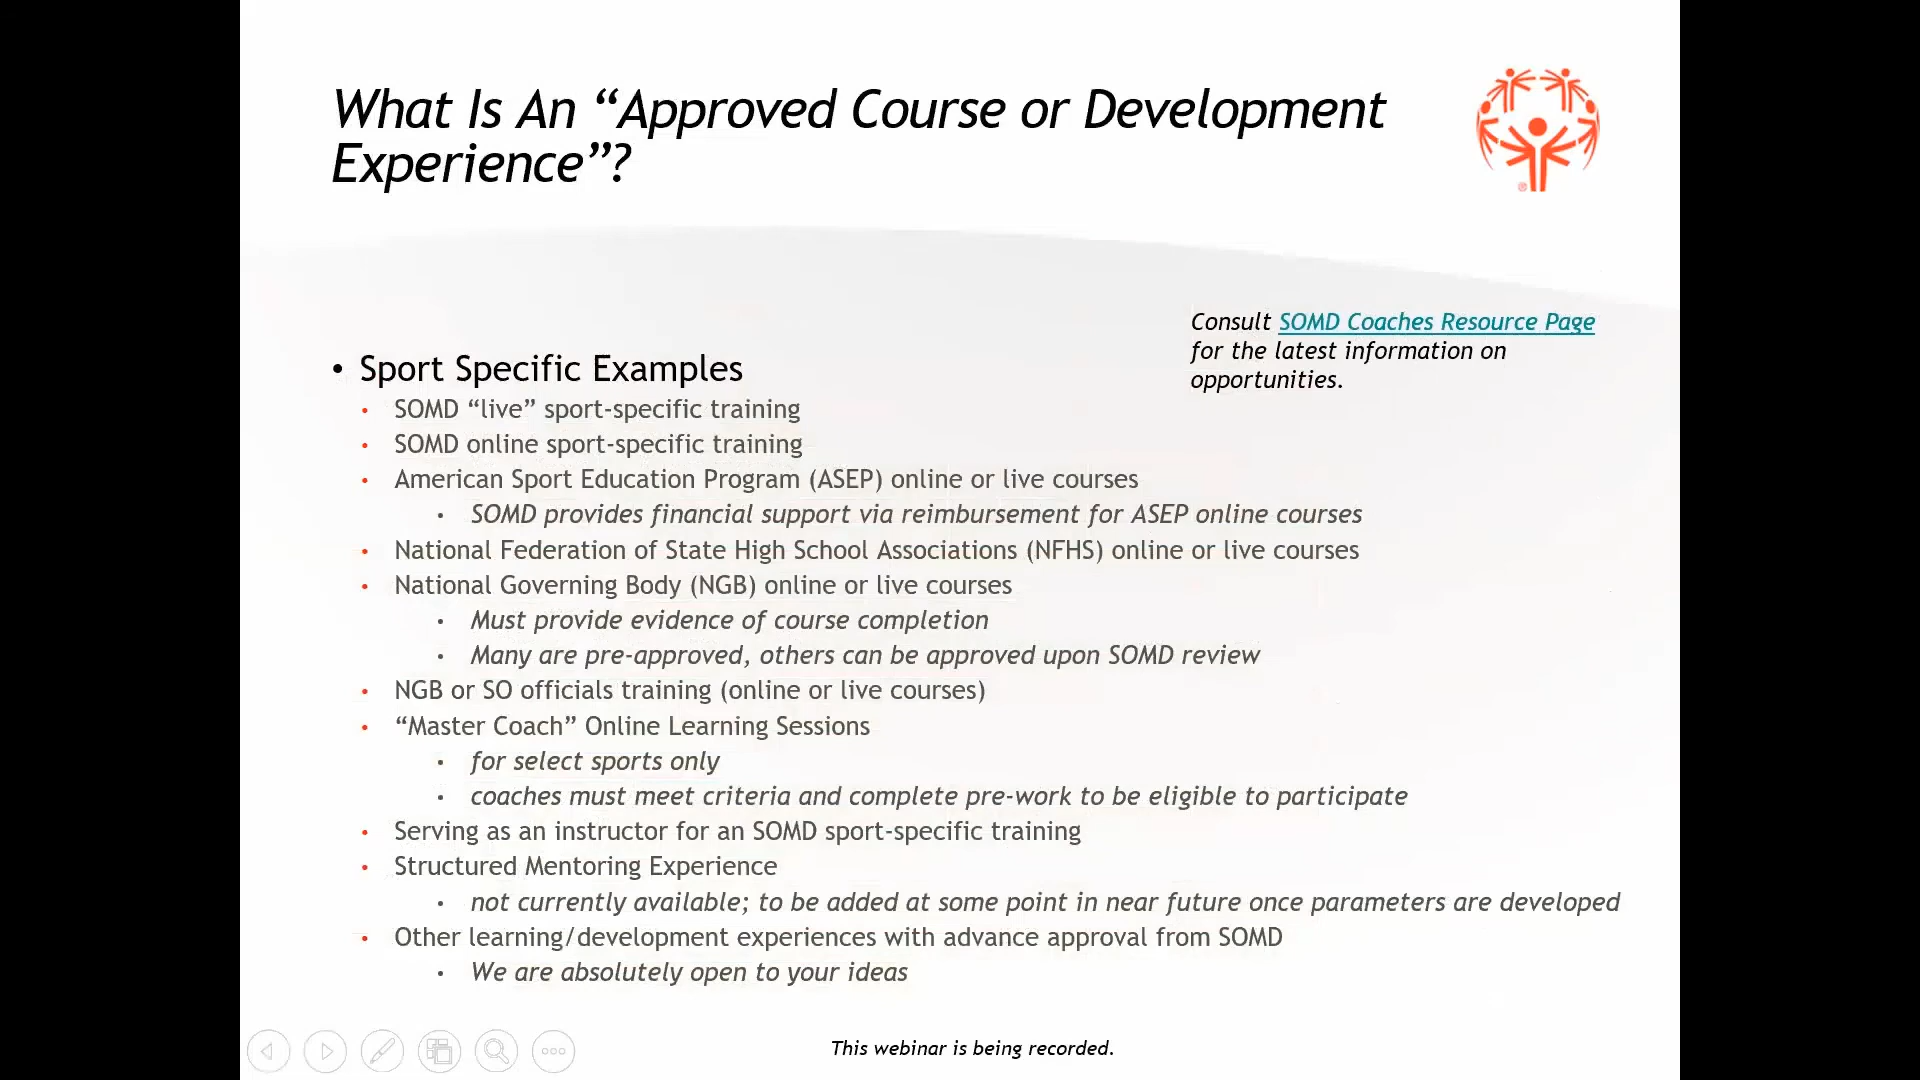 What Is An “Approved Course or Development
Experience”?
Consult SOMD Coaches Resource Page
for the latest information on
opportunities.
• Sport Specific Examples
• SOMD “live” sport-specific training
• SOMD online sport-specific training
• American Sport Education Program (ASEP) online or live courses
• SOMD provides financial support via reimbursement for ASEP online courses
• National Federation of State High School Associations (NFHS) online or live courses
• National Governing Body (NGB) online or live courses
• Must provide evidence of course completion
• Many are pre-approved, others can be approved upon SOMD review
• NGB or SO officials training (online or live courses)
• “Master Coach” Online Learning Sessions
• for select sports only
• coaches must meet criteria and complete pre-work to be eligible to participate
• Serving as an instructor for an SOMD sport-specific training
• Structured Mentoring Experience
• not currently available; to be added at some point in near future once parameters are developed
• Other learning/development experiences with advance approval from SOMD
• We are absolutely open to your ideas
This webinar is being recorded.